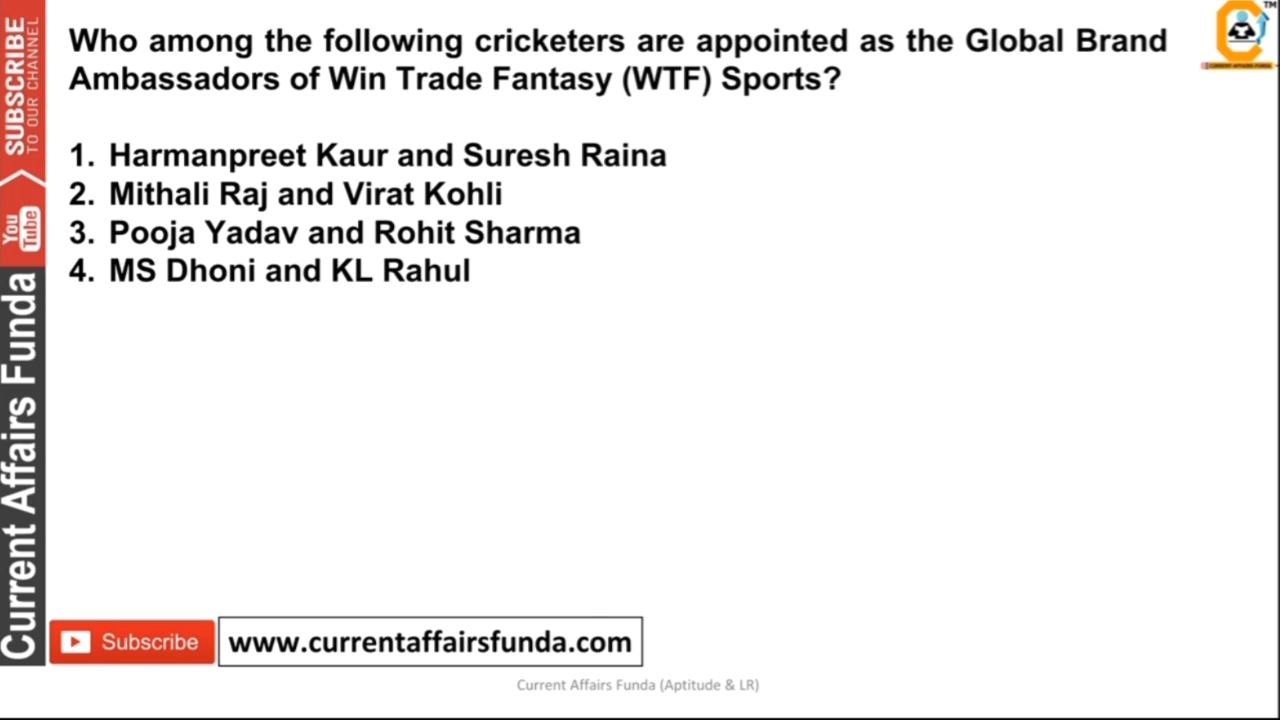 Who among the following cricketers are appointed as the Global Brand
Ambassadors of Win Trade Fantasy (WTF) Sports?
1. Harmanpreet Kaur and Suresh Raina
2. Mithali Raj and Virat Kohli
3. Pooja Yadav and Rohit Sharma
4. MS Dhoni and KL Rahul
SUBSCRIBE
TO OUR CHANNEL
You
Tube
Current Affairs Funda
TM
CURRENT AFFAIRS FUNDA
Subscribe
www.currentaffairsfunda.com
Current Affairs Funda (Aptitude & LR)